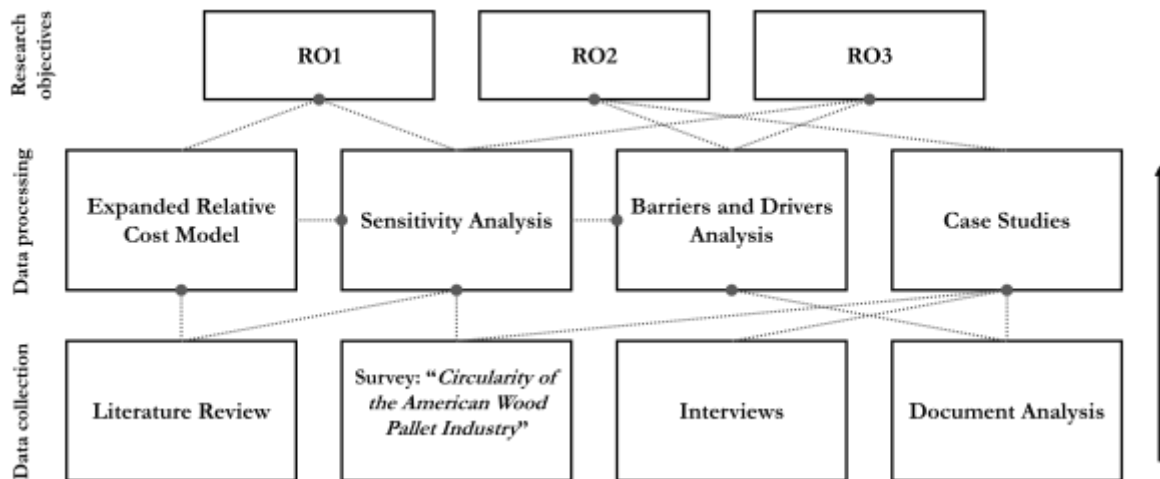 Research
objectives
RO1
RO2
RO3
Data processing
Expanded Relative
Cost Model
Sensitivity Analysis
Barriers and Drivers
Analysis
Case Studies
Data collection
Literature Review
Survey: “Circularity of
the American Wood
Pallet Industry”
Interviews
Document Analysis